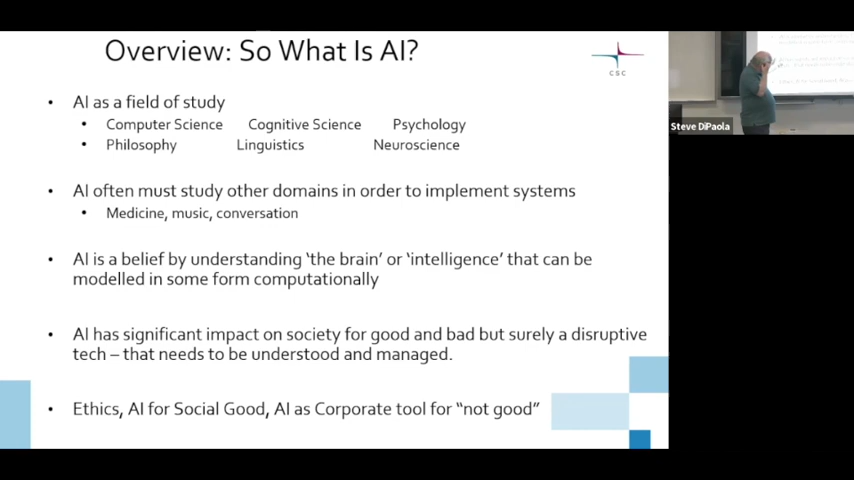 Overview: So What Is AI?
CSC
• AI as a field of study
• Computer Science Cognitive Science Psychology
• Philosophy Linguistics Neuroscience
• AI often must study other domains in order to implement systems
• Medicine, music, conversation
• AI is a belief by understanding ‘the brain’ or ‘intelligence’ that can be
modelled in some form computationally
• AI has significant impact on society for good and bad but surely a disruptive
tech – that needs to be understood and managed.
• Ethics, AI for Social Good, AI as Corporate tool for “not good”
Steve DiPaola